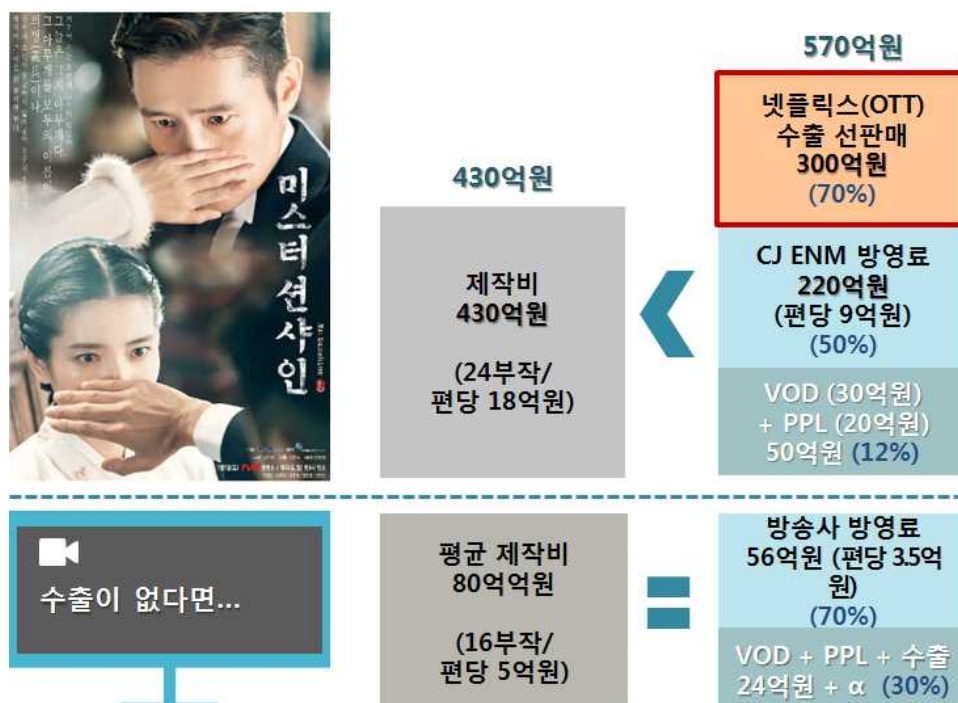 미스터 션샤인
430억원
제작비
430억원
(24부작/
편당 18억원)
570억원
넷플릭스(OTT)
수출 선판매
300억원
(70%)
CJ ENM 방영료
220억원
(편당 9억원)
(50%)
VOD (30억원)
+ PPL (20억원)
50억원 (12%)
수출이 없다면...
평균 제작비
80억억원
(16부작/
편당 5억원)
방송사 방영료
56억원 (편당 3.5억
원)
(70%)
VOD + PPL + 수출
24억원 + α (30%)